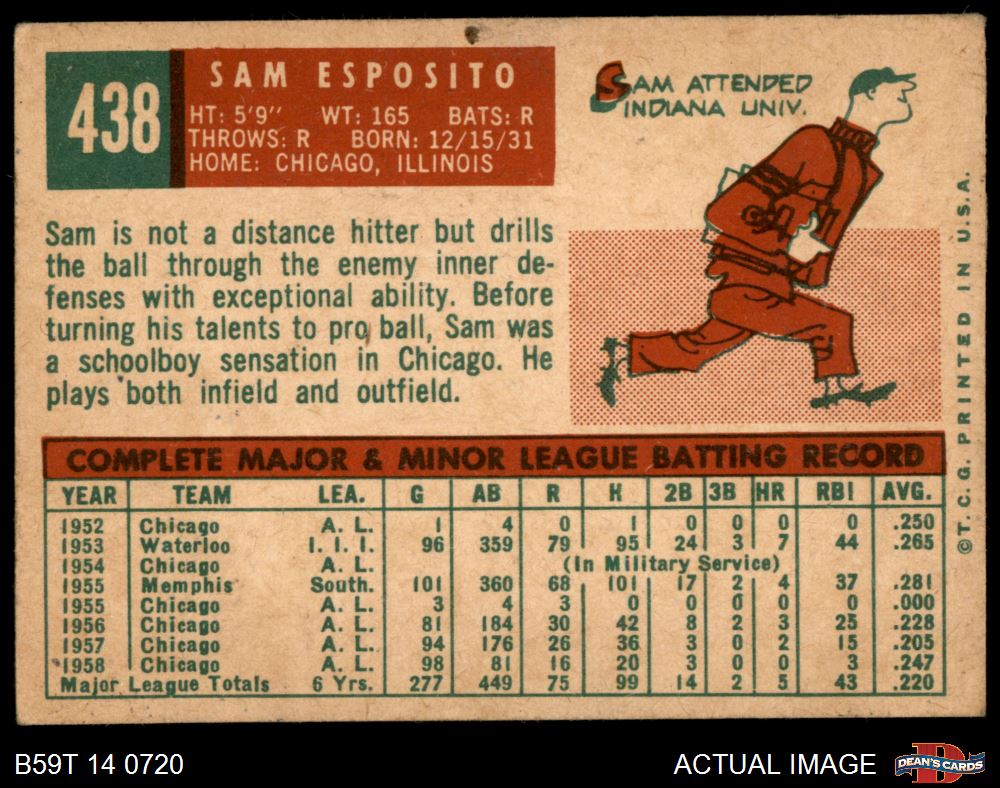 438
SAM ESPOSITO
HT: 5'9" WT: 165 BATS: R
THROWS: R BORN: 12/15/31
HOME: CHICAGO, ILLINOIS
SAM ATTENDED
INDIANA UNIV.
Sam is not a distance hitter but drills
the ball through the enemy inner de-
fenses with exceptional ability. Before
turning his talents to pro ball, Sam was
a schoolboy sensation in Chicago. He
plays both infield and outfield.
©T.C.G. PRINTED IN U.S.A.
COMPLETE MAJOR & MINOR LEAGUE BATTING RECORD
YEAR TEAM LEA. G AB R H 2B 3B HR RBI AVG.
1952 Chicago A. L. 1 4 0 1 0 0 0 0 .250
1953 Waterloo I. I. I. 96 359 79 95 24 3 7 44 .265
1954 Chicago A. L. (In Military Service)
1955 Memphis South. 101 360 68 101 17 2 4 37 .281
1955 Chicago A. L. 3 4 3 0 0 0 0 0 .000
1956 Chicago A. L. 81 184 30 42 8 2 3 25 .228
1957 Chicago A. L. 94 176 26 36 3 0 2 15 .205
1958 Chicago A. L. 98 81 16 20 3 0 0 3 .247
Major League Totals 6 Yrs. 277 449 75 99 14 2 5 43 .220
B59T 14 0720
ACTUAL IMAGE
D
DEAN'S CARDS